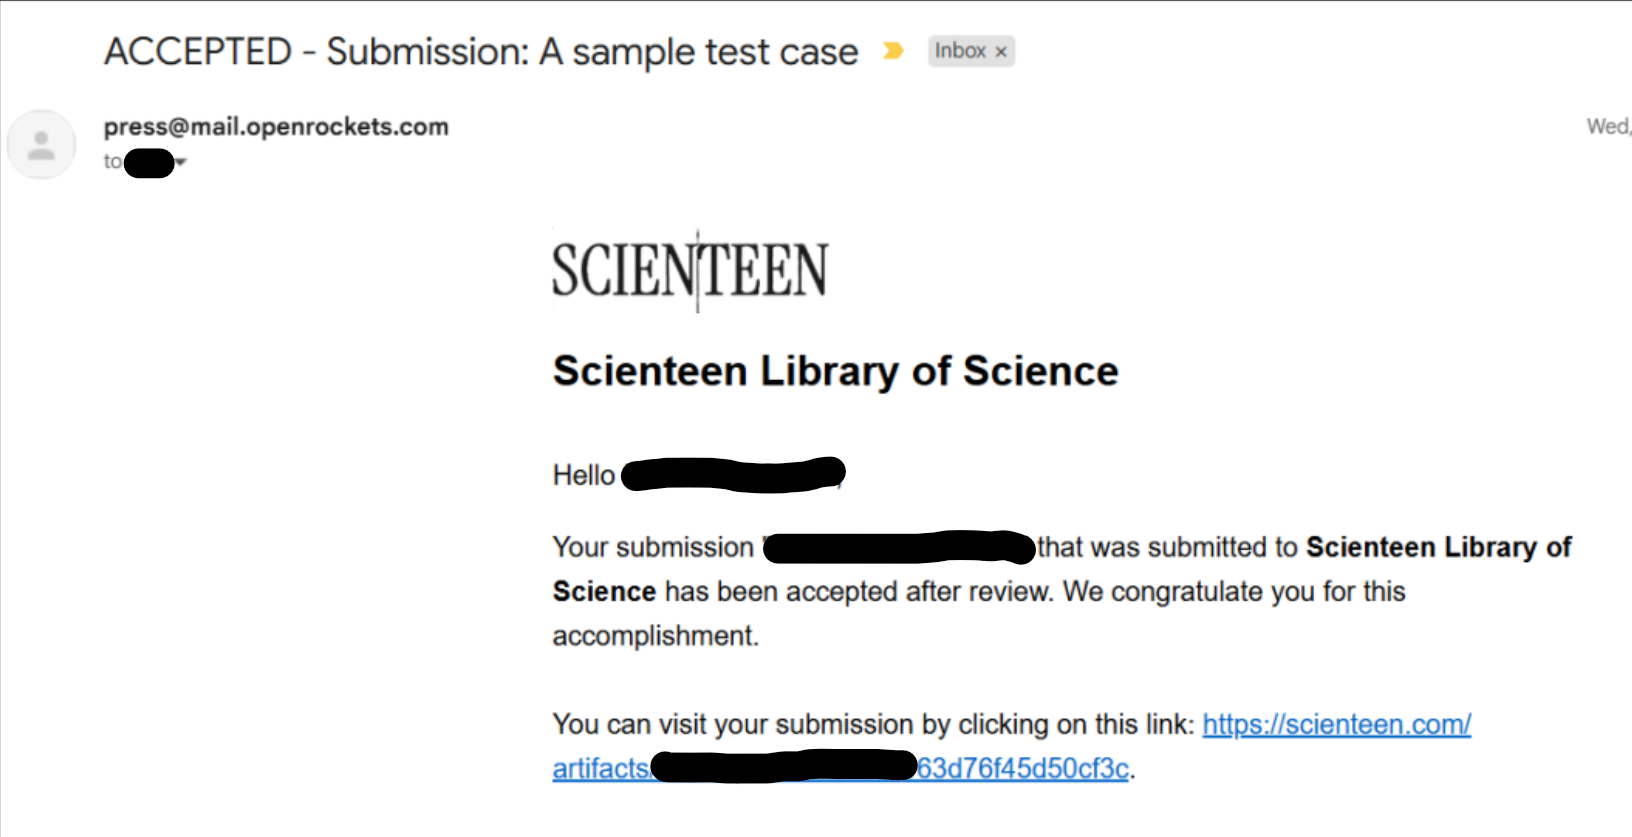 ACCEPTED - Submission: A sample test case
Inbox ×
press@mail.openrockets.com
Wed,
to
SCIENTEEN
Scienteen Library of Science
Hello
Your submission " that was submitted to Scienteen Library of
Science has been accepted after review. We congratulate you for this
accomplishment.
You can visit your submission by clicking on this link: https://scienteen.com/
artifacts/ 63d76f45d50cf3c.